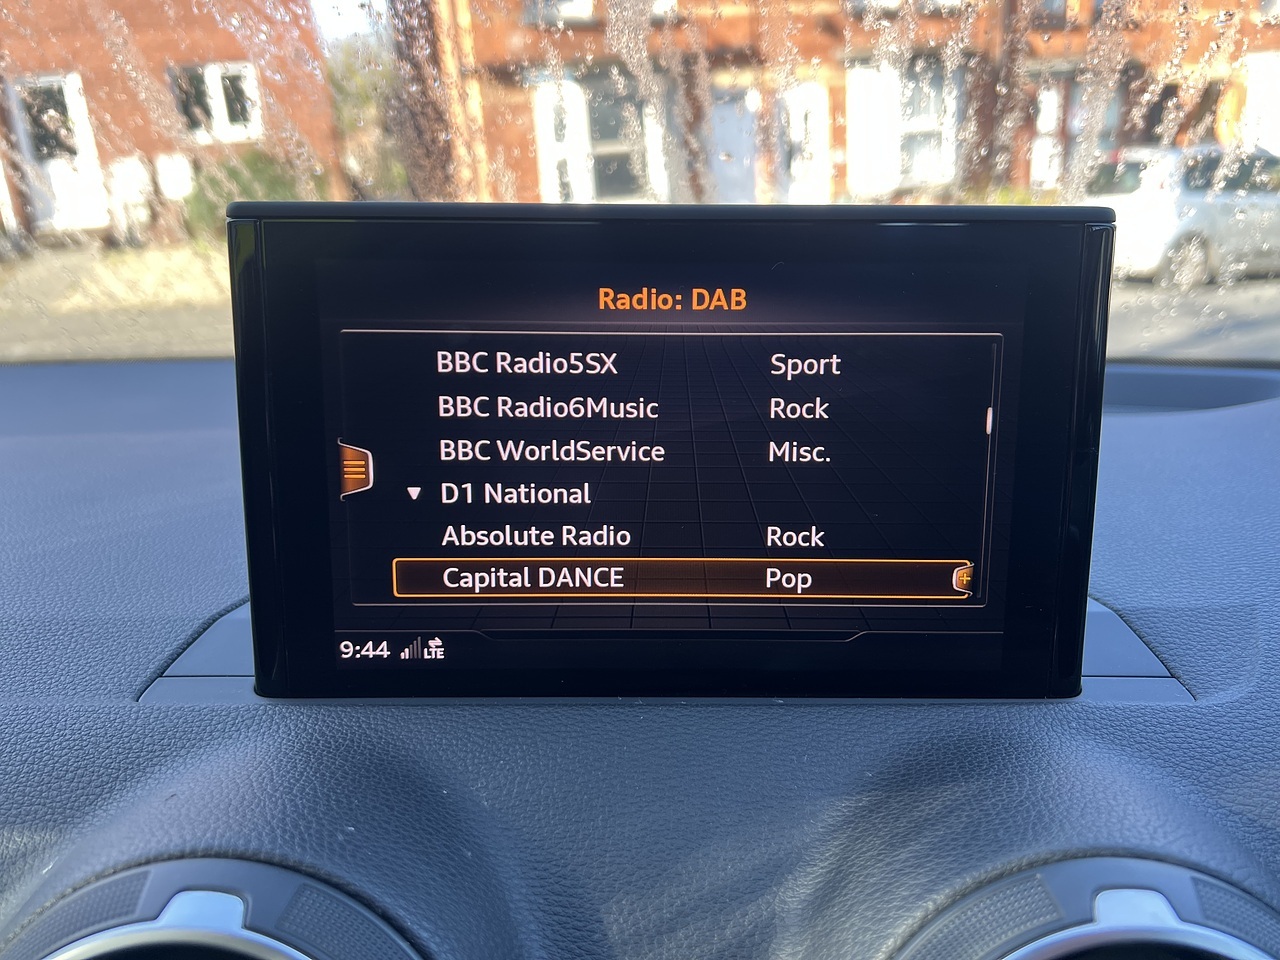 Radio: DAB
BBC Radio5SX Sport
BBC Radio6Music Rock
BBC WorldService Misc.
D1 National
Absolute Radio Rock
Capital DANCE Pop
9:44 LTE